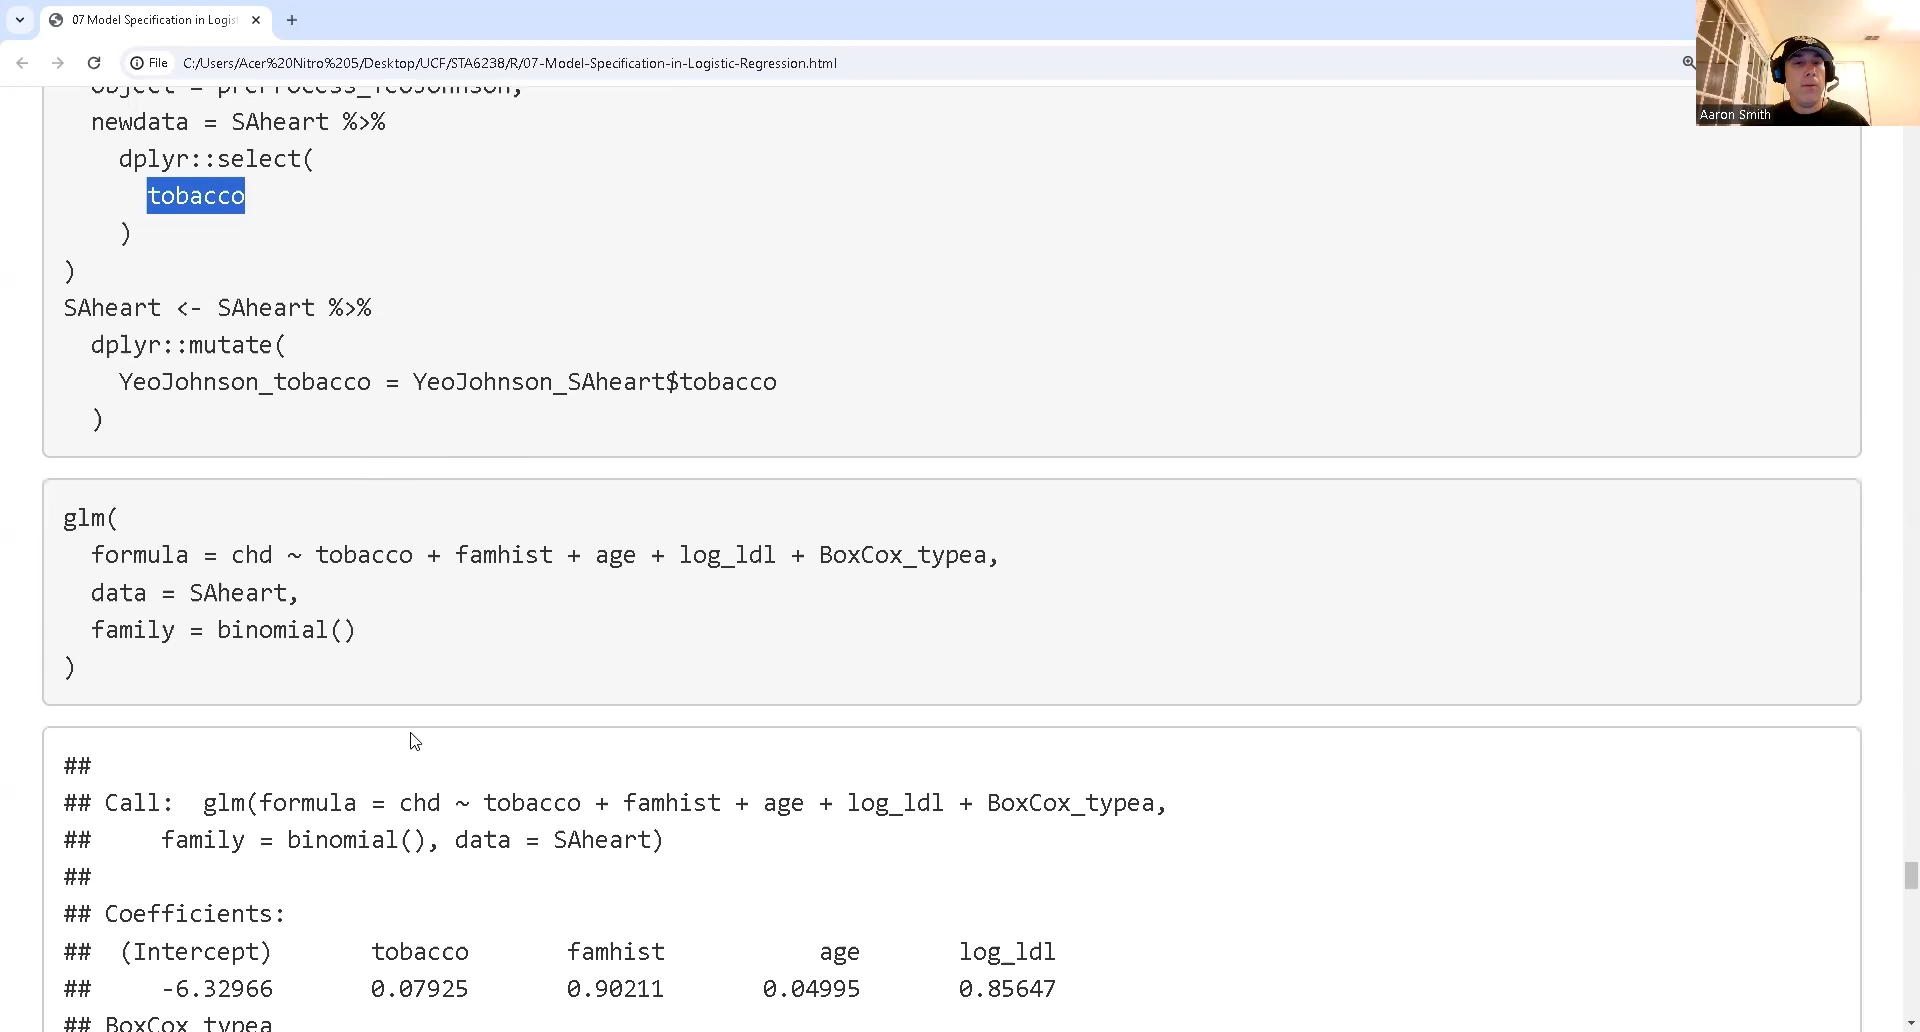 07 Model Specification in Logis
File
C:/Users/Acer%20Nitro%205/Desktop/UCF/STA6238/R/07-Model-Specification-in-Logistic-Regression.html
Aaron Smith
object = preProcess_YeoJohnson,
newdata = SAheart %>%
dplyr::select(
tobacco
)
)
SAheart <- SAheart %>%
dplyr::mutate(
YeoJohnson_tobacco = YeoJohnson_SAheart$tobacco
)
glm(
formula = chd ~ tobacco + famhist + age + log_ldl + BoxCox_typea,
data = SAheart,
family = binomial()
)
##
## Call:  glm(formula = chd ~ tobacco + famhist + age + log_ldl + BoxCox_typea,
##     family = binomial(), data = SAheart)
##
## Coefficients:
##  (Intercept)       tobacco       famhist           age       log_ldl
##     -6.32966       0.07925       0.90211       0.04995       0.85647
## BoxCox_typea